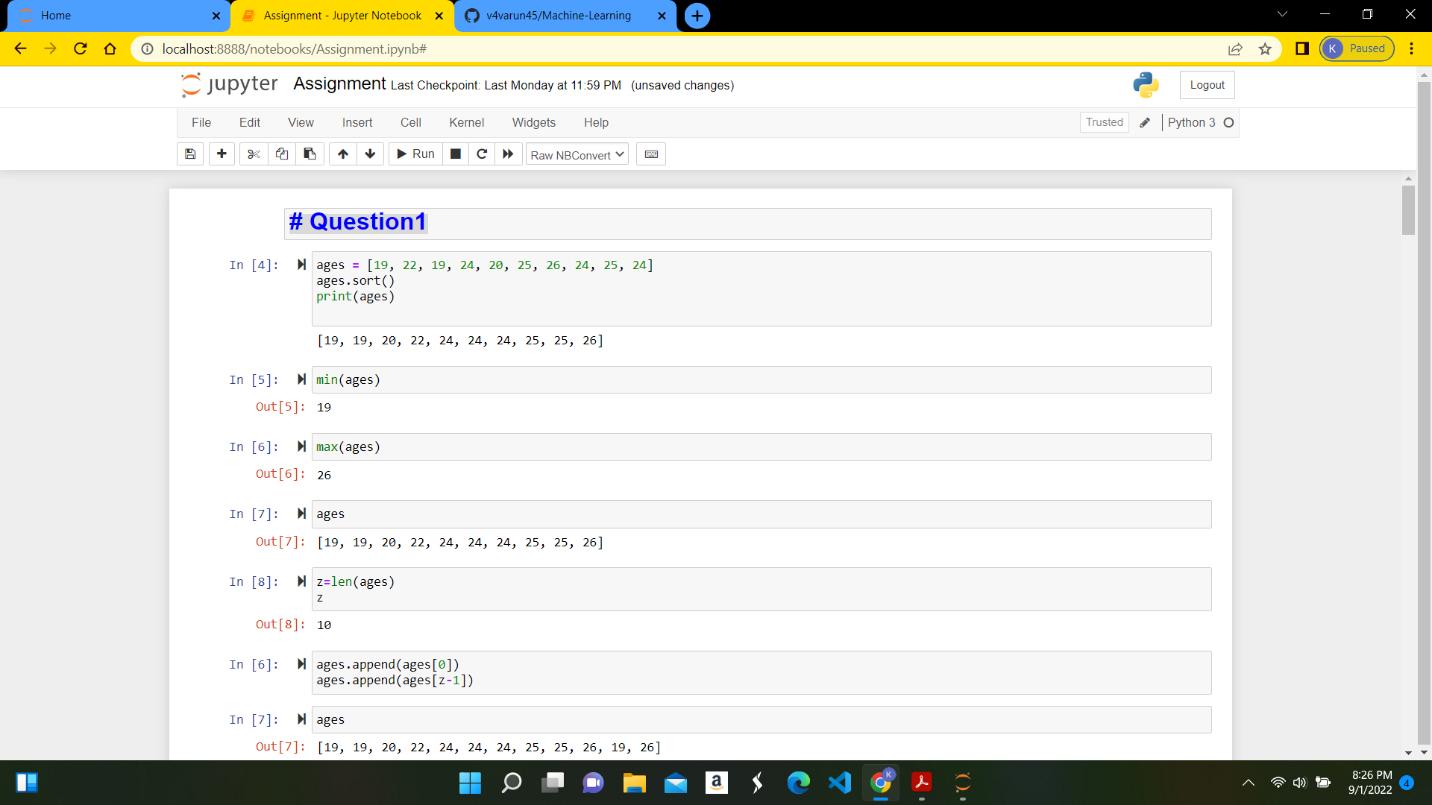 Home
Assignment - Jupyter Notebook
v4varun45/Machine-Learning
localhost:8888/notebooks/Assignment.ipynb#
K Paused
jupyter Assignment Last Checkpoint: Last Monday at 11:59 PM (unsaved changes)
Logout
File Edit View Insert Cell Kernel Widgets Help
Trusted Python 3
Run Raw NBConvert
# Question1
In [4]: ages = [19, 22, 19, 24, 20, 25, 26, 24, 25, 24]
ages.sort()
print(ages)
[19, 19, 20, 22, 24, 24, 24, 25, 25, 26]
In [5]: min(ages)
Out[5]: 19
In [6]: max(ages)
Out[6]: 26
In [7]: ages
Out[7]: [19, 19, 20, 22, 24, 24, 24, 25, 25, 26]
In [8]: z=len(ages)
z
Out[8]: 10
In [6]: ages.append(ages[0])
ages.append(ages[z-1])
In [7]: ages
Out[7]: [19, 19, 20, 22, 24, 24, 24, 25, 25, 26, 19, 26]
K
a
8:26 PM
9/1/2022
4